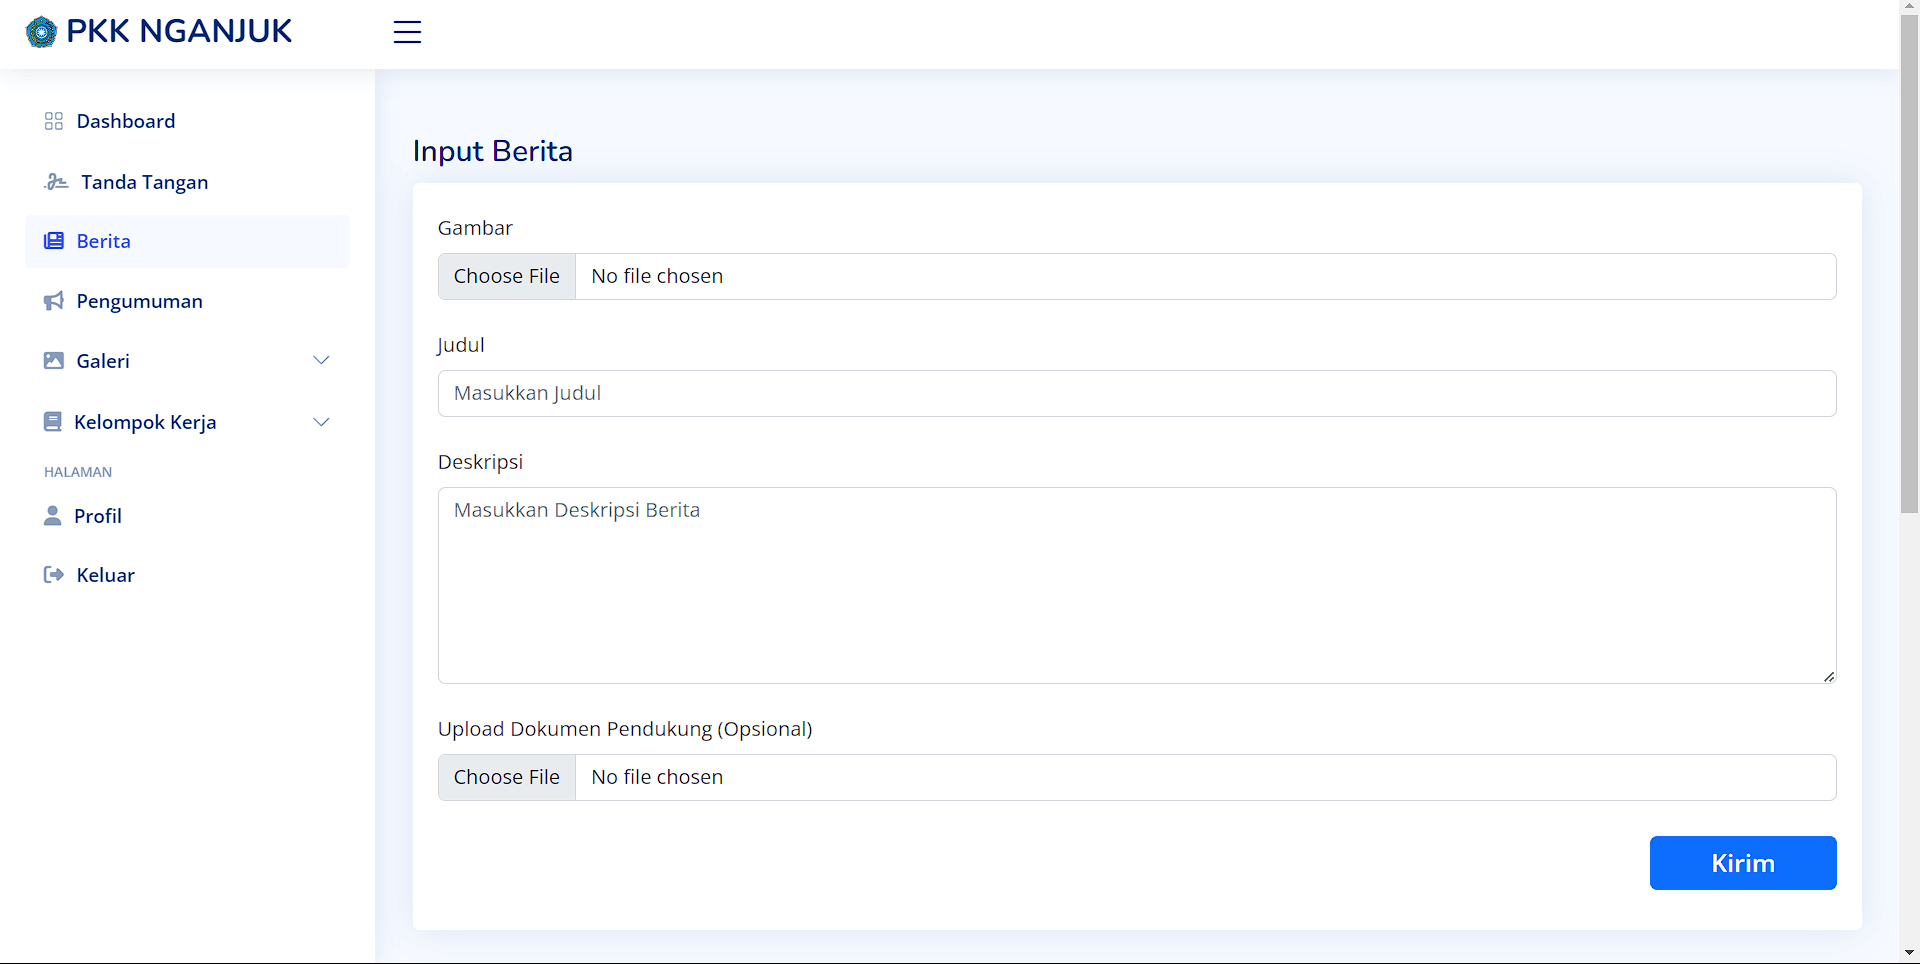 PKK NGANJUK
Dashboard
Tanda Tangan
Berita
Pengumuman
Galeri
Kelompok Kerja
HALAMAN
Profil
Keluar
Input Berita
Gambar
Choose File No file chosen
Judul
Masukkan Judul
Deskripsi
Masukkan Deskripsi Berita
Upload Dokumen Pendukung (Opsional)
Choose File No file chosen
Kirim